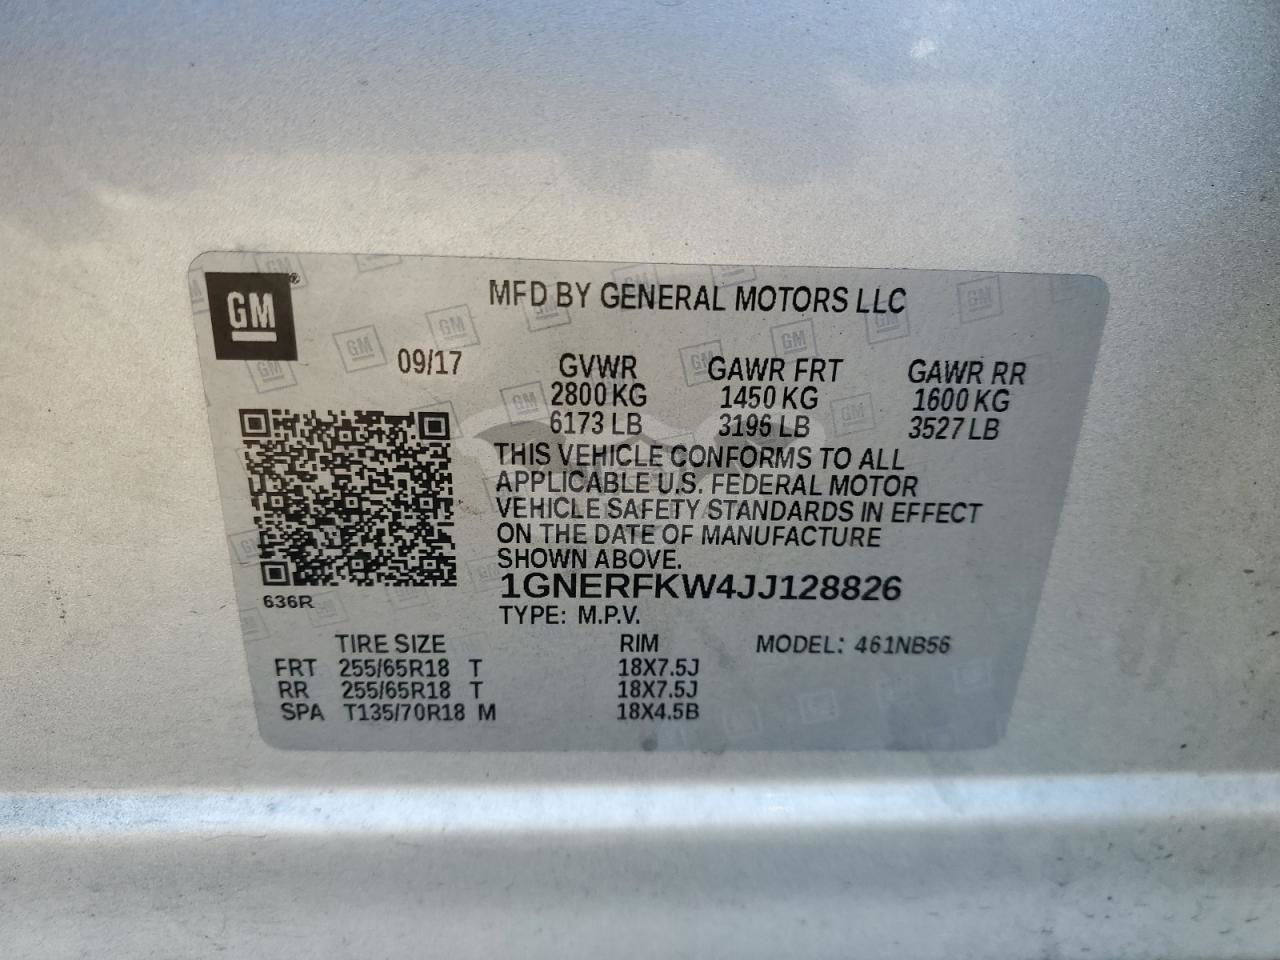 GM ®
MFD BY GENERAL MOTORS LLC
09/17 GVWR GAWR FRT GAWR RR
2800 KG 1450 KG 1600 KG
6173 LB 3196 LB 3527 LB
THIS VEHICLE CONFORMS TO ALL
APPLICABLE U.S. FEDERAL MOTOR
VEHICLE SAFETY STANDARDS IN EFFECT
ON THE DATE OF MANUFACTURE
SHOWN ABOVE.
1GNERFKW4JJ128826
636R
TYPE: M.P.V.
TIRE SIZE RIM MODEL: 461NB56
FRT 255/65R18 T 18X7.5J
RR 255/65R18 T 18X7.5J
SPA T135/70R18 M 18X4.5B